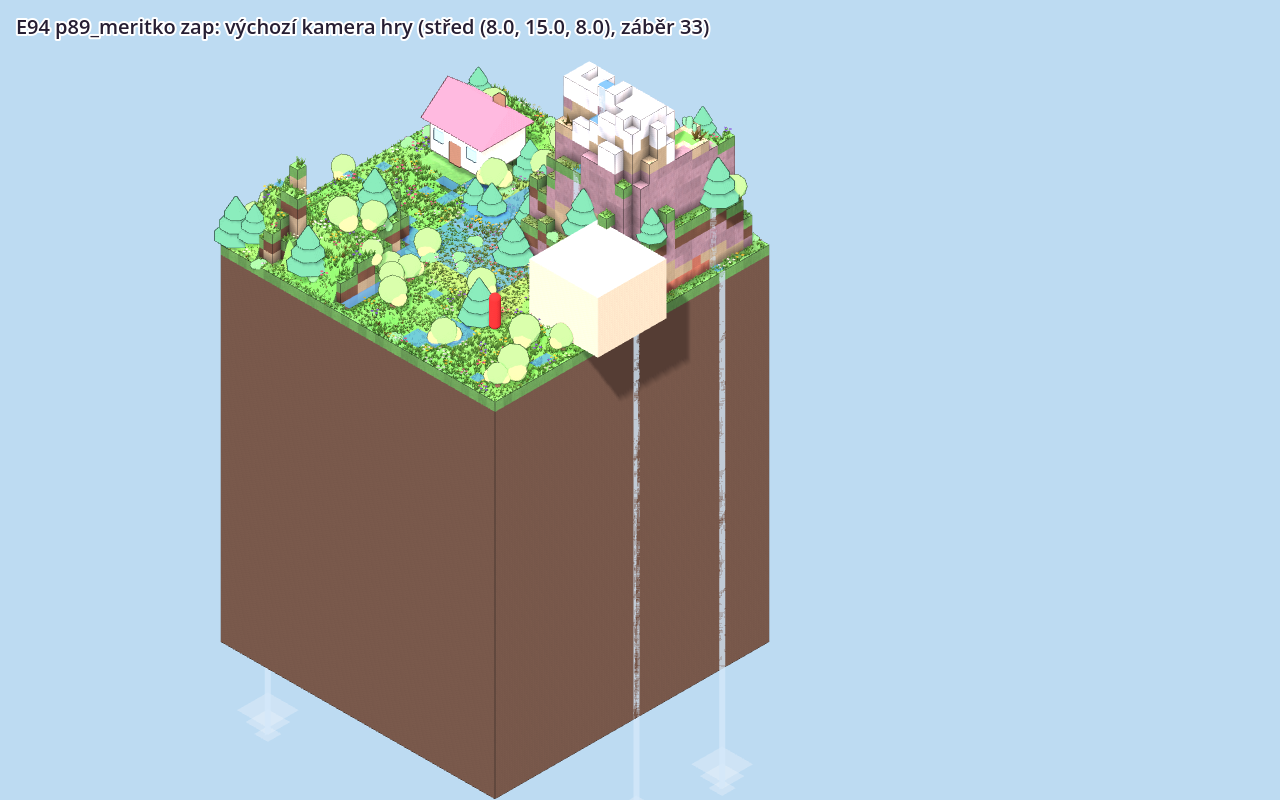 E94 p89_meritko zap: výchozí kamera hry (střed (8.0, 15.0, 8.0), záběr 33)